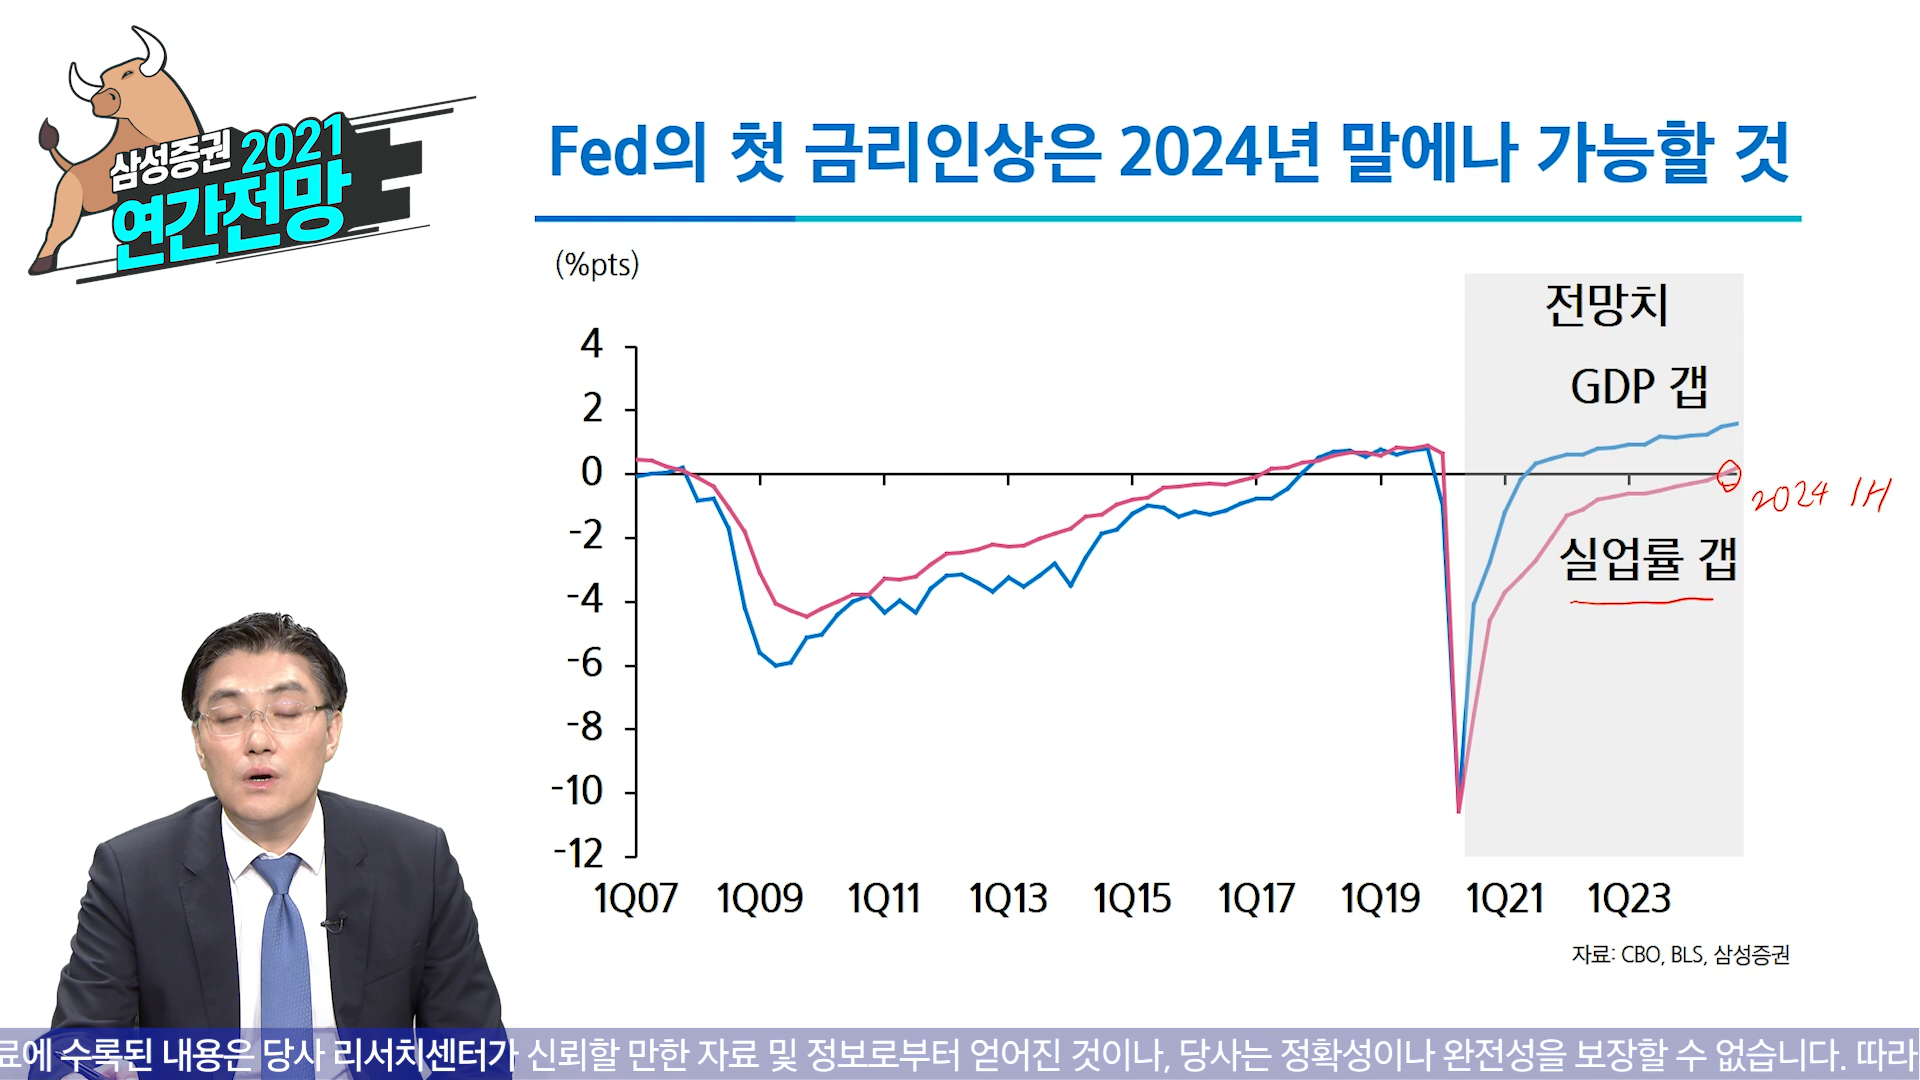 삼성증권 2021
연간전망
Fed의 첫 금리인상은 2024년 말에나 가능할 것
(%pts)
전망치
GDP 갭
4
2
0
-2
-4
-6
-8
-10
-12
2024 1H
실업률 갭
1Q07 1Q09 1Q11 1Q13 1Q15 1Q17 1Q19 1Q21 1Q23
자료: CBO, BLS, 삼성증권
료에 수록된 내용은 당사 리서치센터가 신뢰할 만한 자료 및 정보로부터 얻어진 것이나, 당사는 정확성이나 완전성을 보장할 수 없습니다. 따라